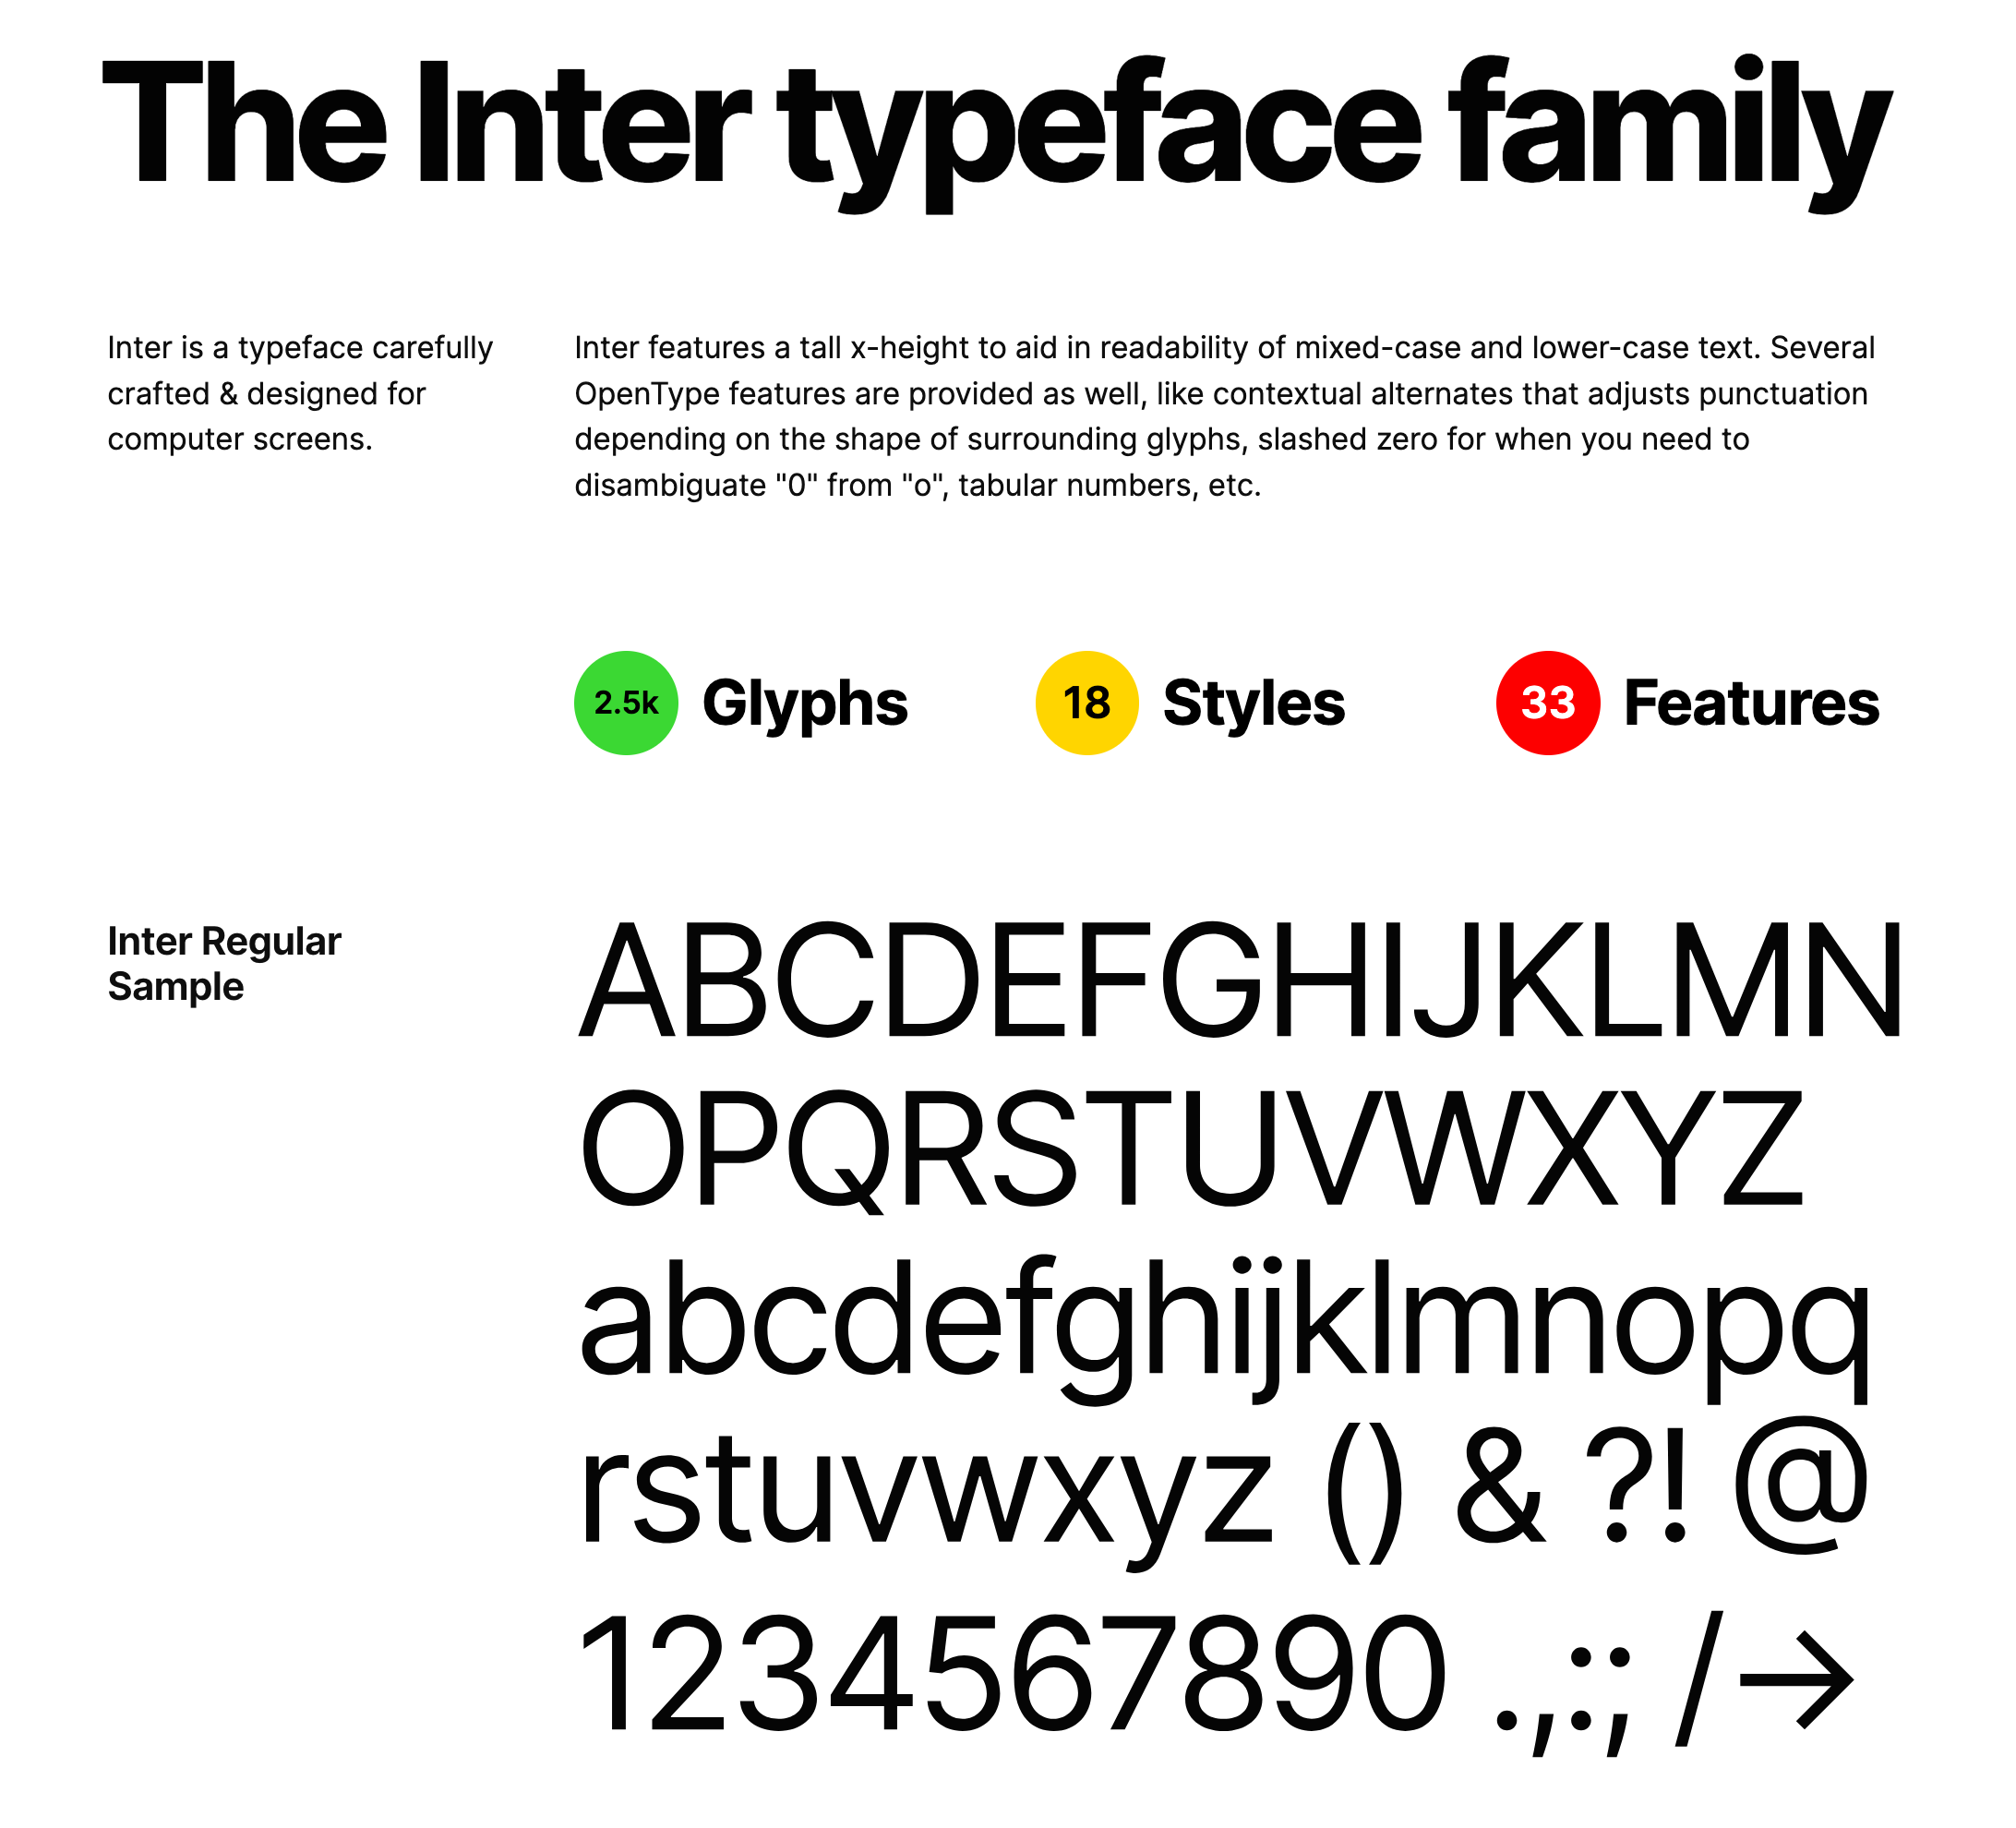 The Inter typeface family
Inter is a typeface carefully
crafted & designed for
computer screens.
Inter features a tall x-height to aid in readability of mixed-case and lower-case text. Several
OpenType features are provided as well, like contextual alternates that adjusts punctuation
depending on the shape of surrounding glyphs, slashed zero for when you need to
disambiguate "0" from "o", tabular numbers, etc.
2.5k Glyphs
18 Styles
33 Features
Inter Regular
Sample
ABCDEFGHIJKLMN
OPQRSTUVWXYZ
abcdefghijklmnopq
rstuvwxyz () & ?! @
1234567890 .,:; /→